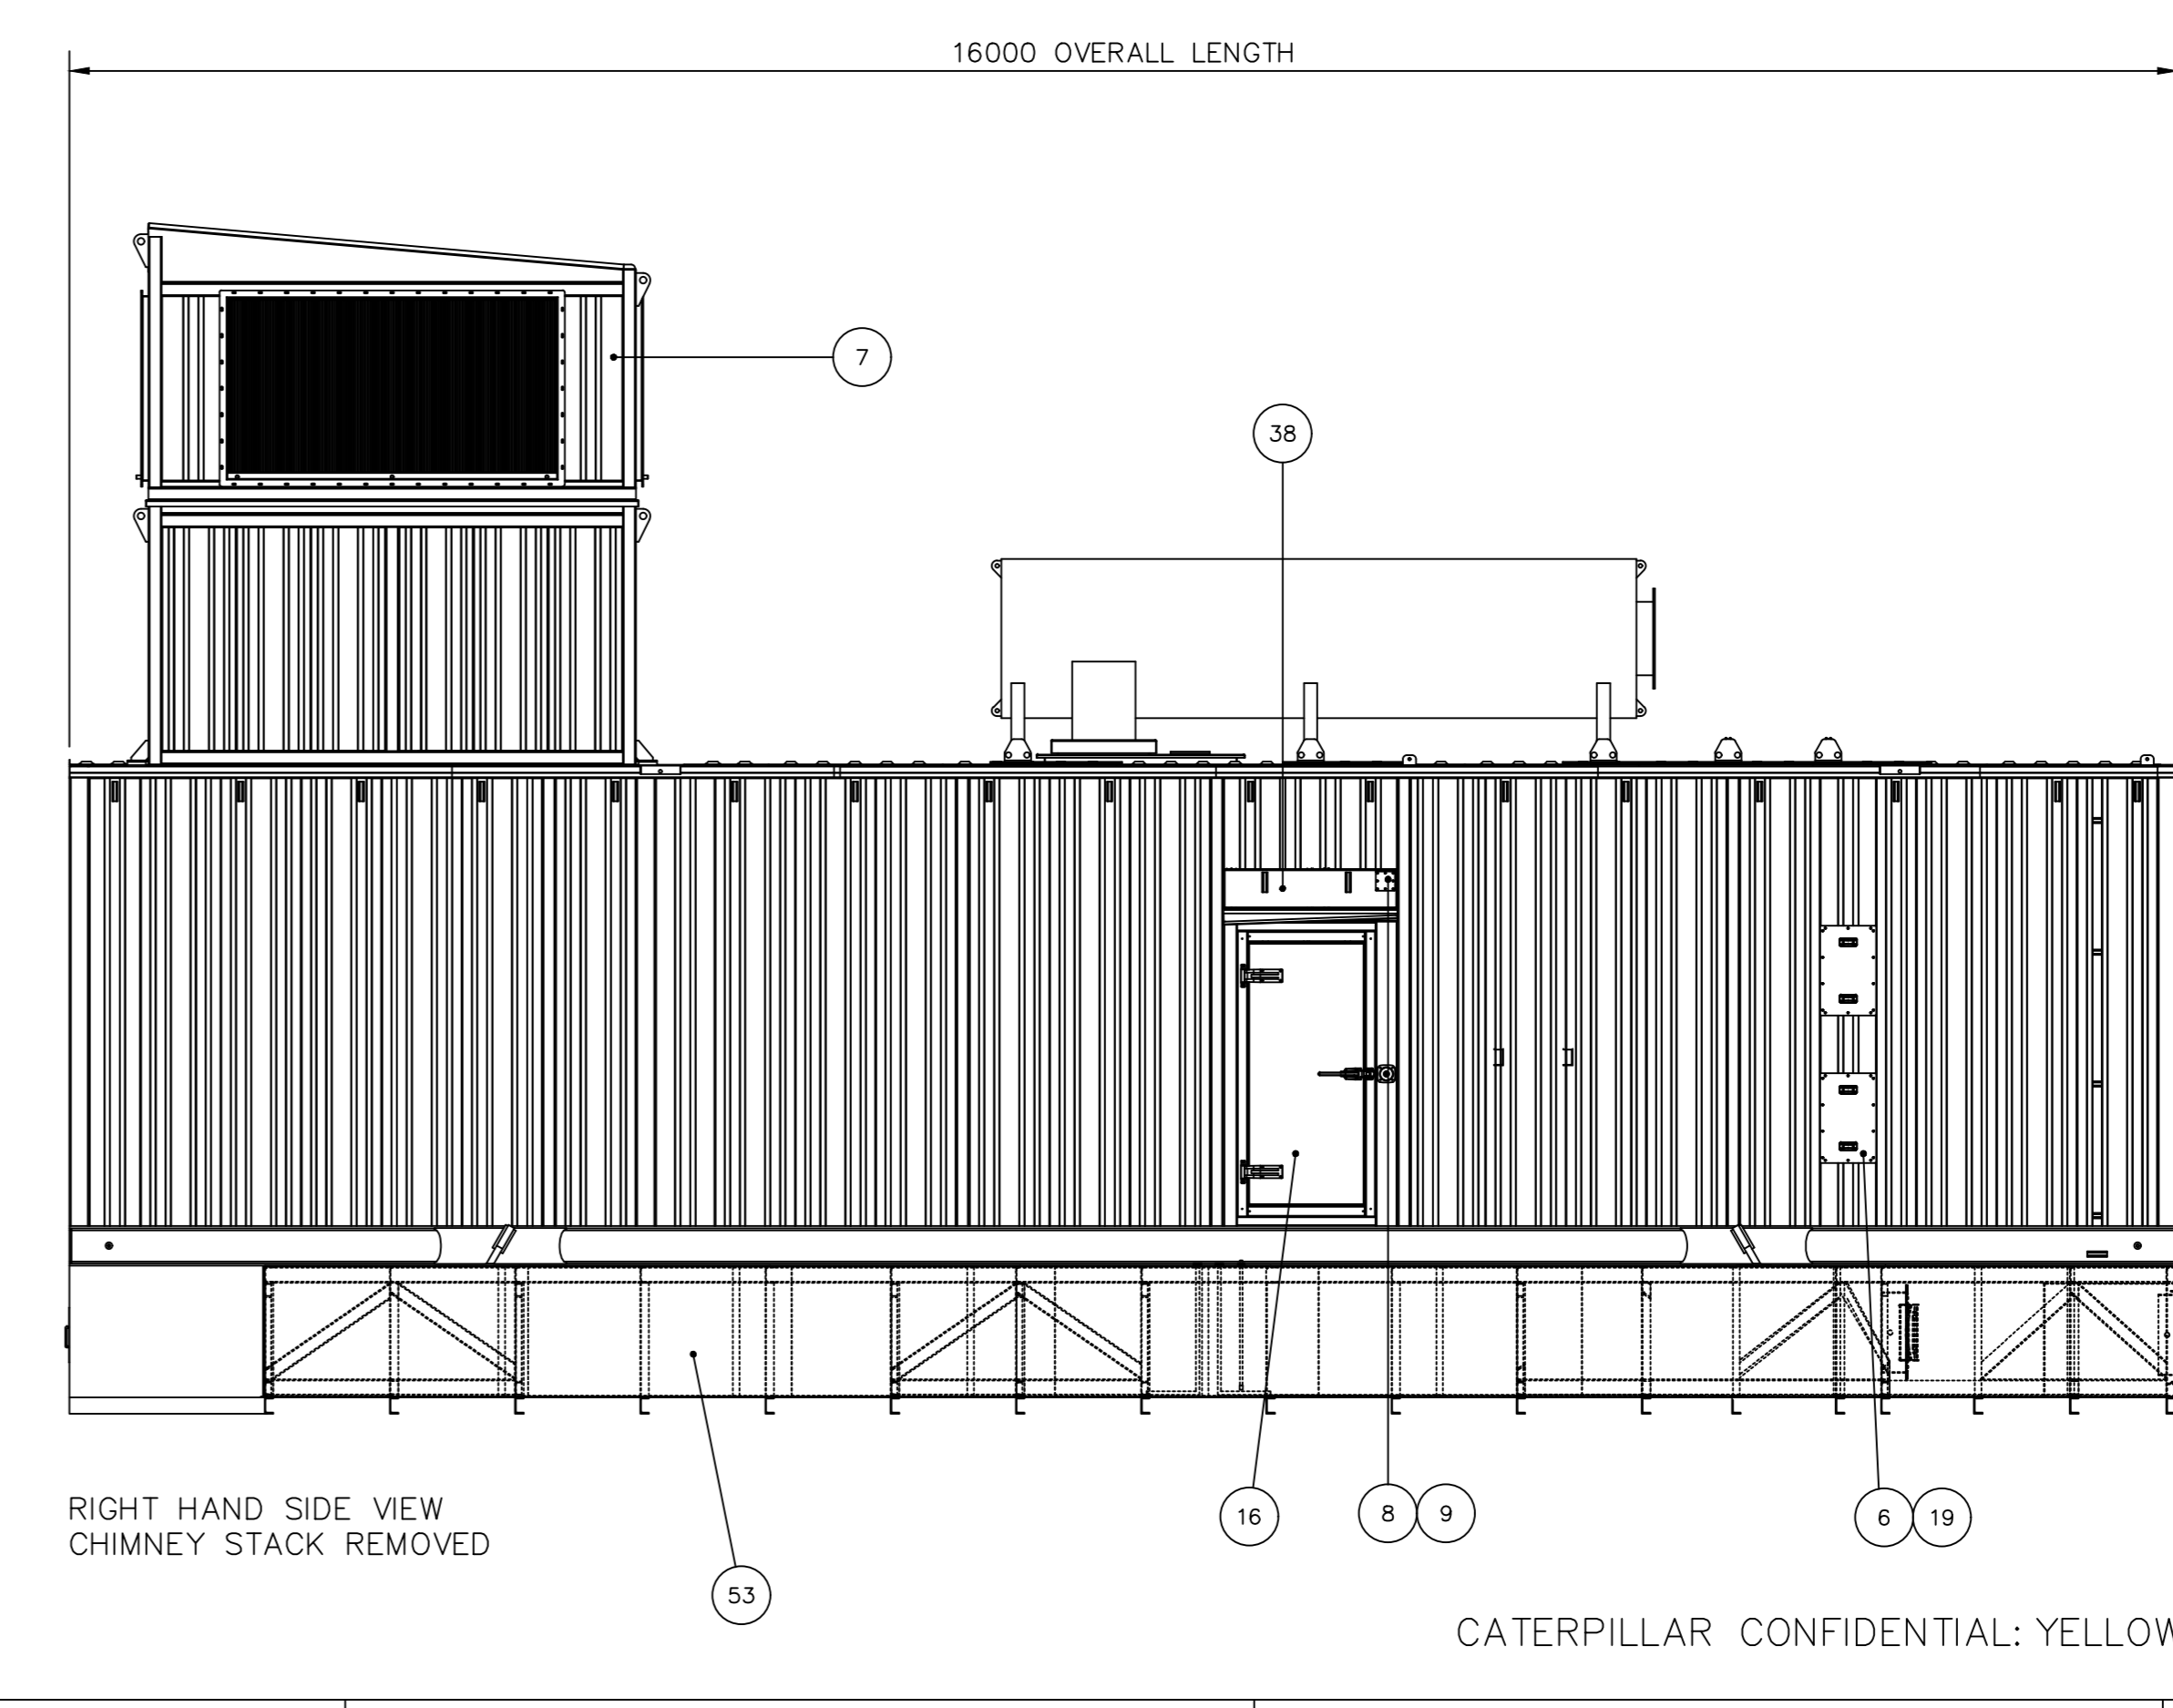 16000 OVERALL LENGTH
7
38
RIGHT HAND SIDE VIEW
CHIMNEY STACK REMOVED
16
8 9
6 19
53
CATERPILLAR CONFIDENTIAL: YELLOW